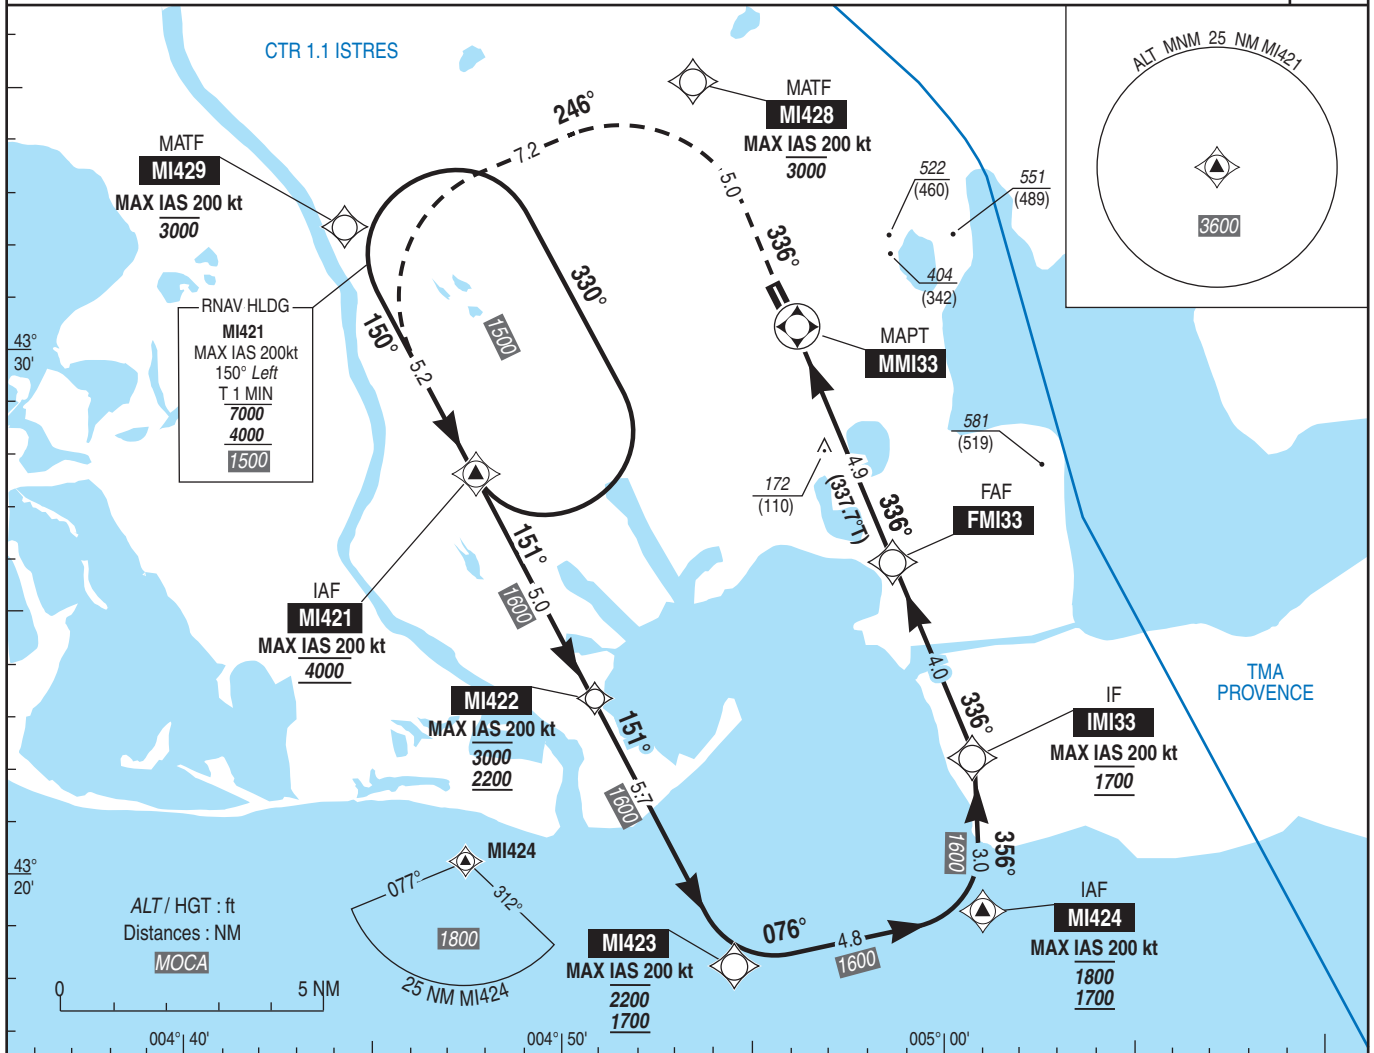 CTR 1.1 ISTRES
ALT MNM 25 NM MI421
3600
MATF
MI428
MAX IAS 200 kt
3000
246°
7.2
5.0
MATF
MI429
MAX IAS 200 kt
3000
522
(460)
551
(489)
404
(342)
336°
330°
150°
5.2
1500
RNAV HLDG
MI421
MAX IAS 200kt
150° Left
T 1 MIN
7000
4000
1500
43°
30'
MAPT
MMI33
581
(519)
172
(110)
4.9
(337.7°T)
336°
FAF
FMI33
151°
5.0
1600
IAF
MI421
MAX IAS 200 kt
4000
4.0
336°
TMA
PROVENCE
IF
IMI33
MAX IAS 200 kt
1700
MI422
MAX IAS 200 kt
3000
2200
151°
5.7
1600
1600
3.0
356°
43°
20'
MI424
077°
312°
1800
25 NM MI424
ALT / HGT : ft
Distances : NM
MOCA
0
5 NM
076°
4.8
1600
MI423
MAX IAS 200 kt
2200
1700
IAF
MI424
MAX IAS 200 kt
1800
1700
004° 40'
004° 50'
005° 00'